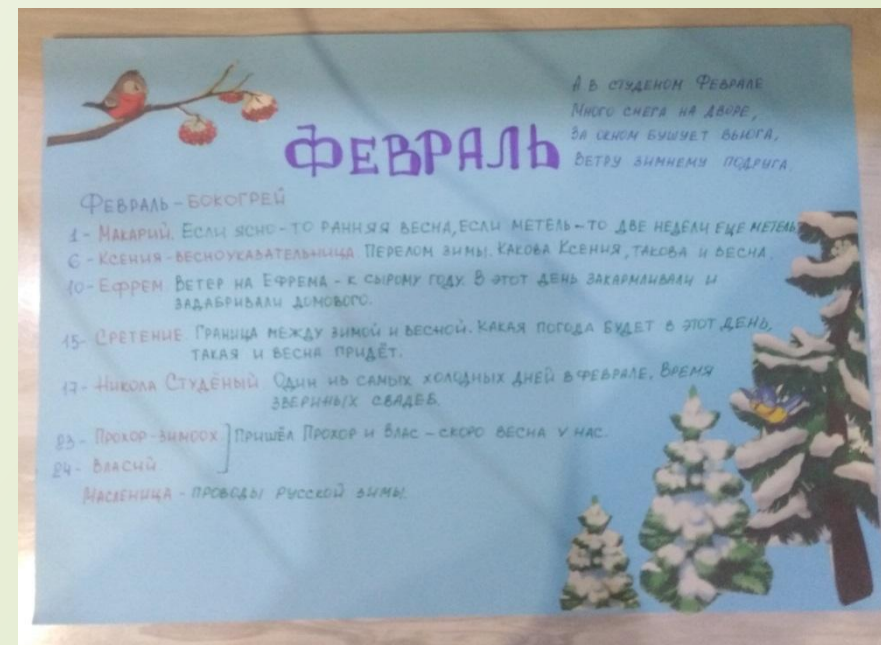 А В СТУДЕНОМ ФЕВРАЛЕ
МНОГО СНЕГА НА ДВОРЕ,
ЗА ОКНОМ БУШУЕТ ВЬЮГА,
ВЕТРУ ЗИМНЕМУ ПОДРУГА.
ФЕВРАЛЬ
ФЕВРАЛЬ – БОКОГРЕЙ
1 - МАКАРИЙ. ЕСЛИ ЯСНО - ТО РАННЯЯ ВЕСНА, ЕСЛИ МЕТЕЛЬ - ТО ДВЕ НЕДЕЛИ ЕЩЕ МЕТЕЛЬ
6 - КСЕНИЯ - ВЕСНОУКАЗАТЕЛЬНИЦА ПЕРЕЛОМ ЗИМЫ. КАКОВА КСЕНИЯ, ТАКОВА И ВЕСНА.
10 - ЕФРЕМ ВЕТЕР НА ЕФРЕМА - К СЫРОМУ ГОДУ. В ЭТОТ ДЕНЬ ЗАКАРМЛИВАЛИ И
ЗАДАБРИВАЛИ ДОМОВОГО.
15 - СРЕТЕНИЕ ГРАНИЦА МЕЖДУ ЗИМОЙ И ВЕСНОЙ. КАКАЯ ПОГОДА БУДЕТ В ЭТОТ ДЕНЬ,
ТАКАЯ И ВЕСНА ПРИДЁТ.
17 - НИКОЛА СТУДЁНЫЙ ОДИН ИЗ САМЫХ ХОЛОДНЫХ ДНЕЙ В ФЕВРАЛЕ. ВРЕМЯ
ЗВЕРИНЫХ СВАДЕБ.
23 - ПРОХОР - ЗИМООХ ПРИШЁЛ ПРОХОР И ВЛАС - СКОРО ВЕСНА У НАС.
24 - ВЛАСИЙ
МАСЛЕНИЦА - ПРОВОДЫ РУССКОЙ ЗИМЫ.